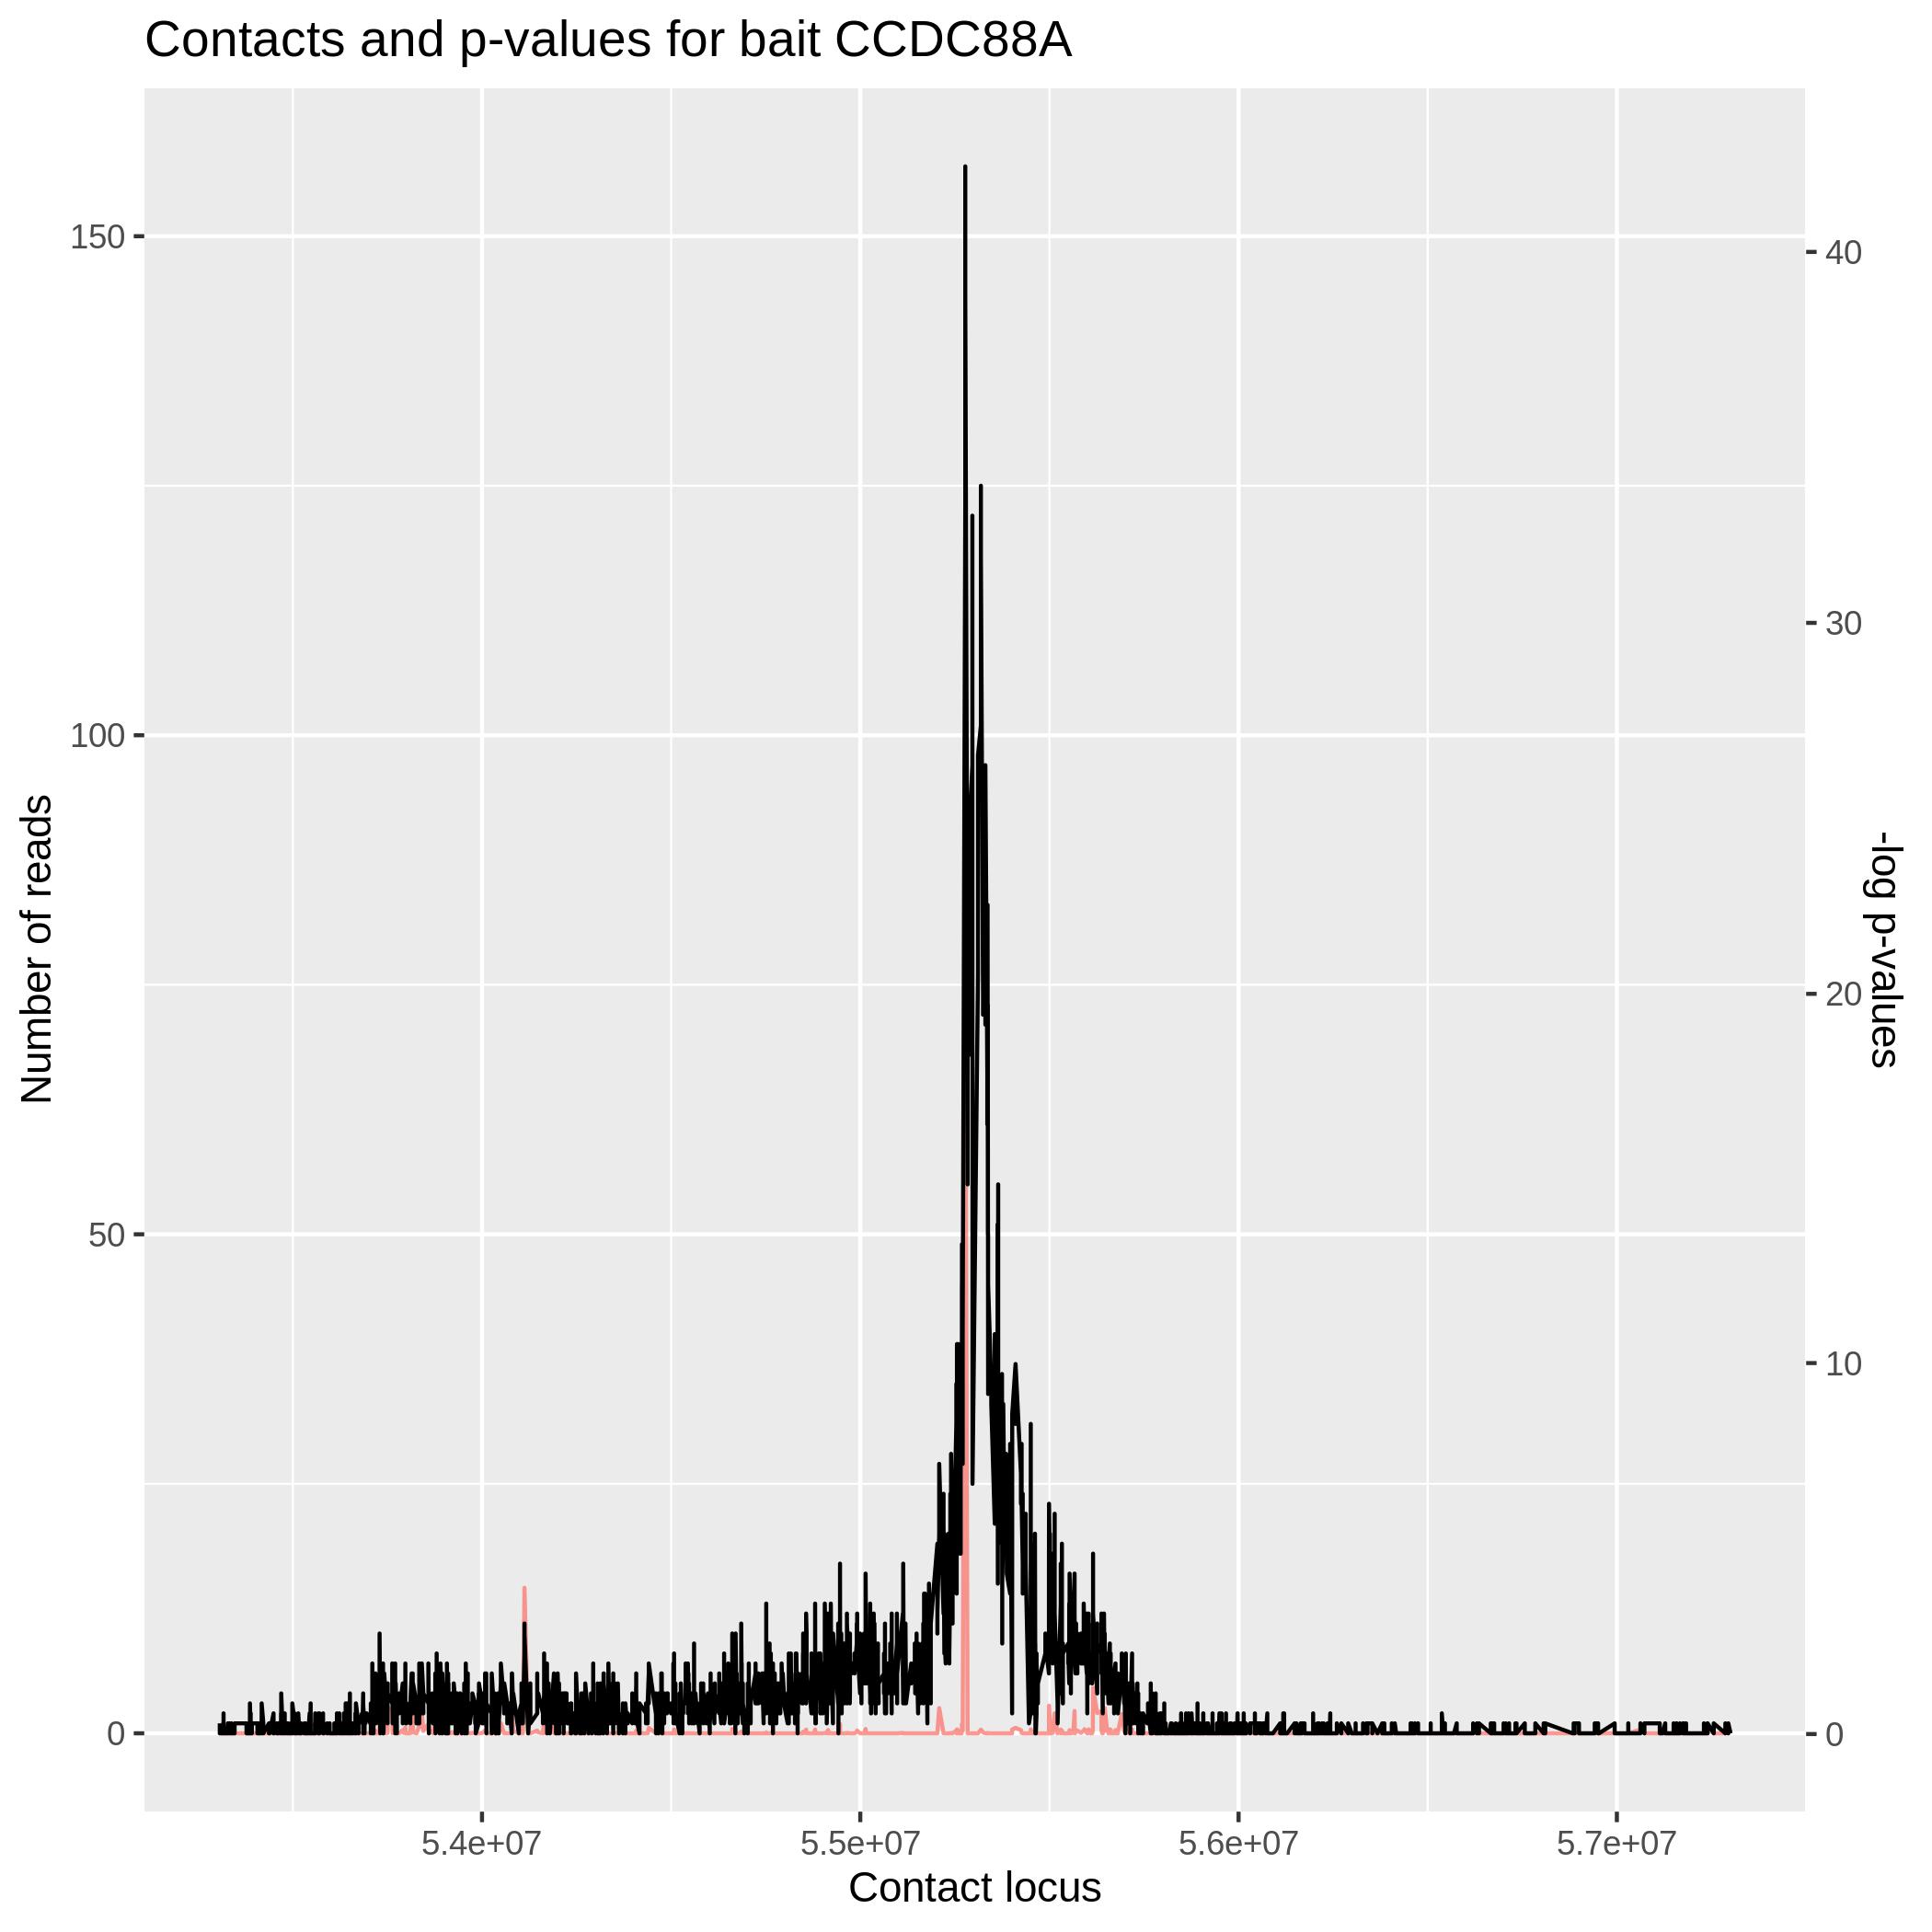 Contacts and p-values for bait CCDC88A
150
100
50
0
40
30
20
10
0
Number of reads
-log p-values
5.4e+07
5.5e+07
5.6e+07
5.7e+07
Contact locus